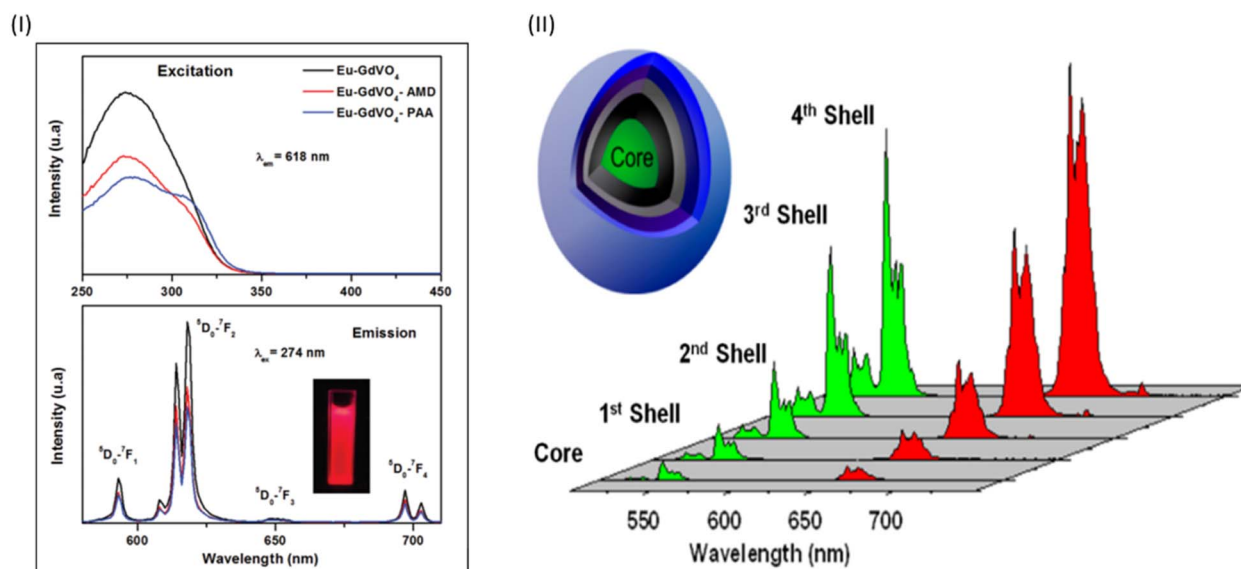 (I)
Excitation
Eu-GdVO₄
Eu-GdVO₄- AMD
Eu-GdVO₄- PAA
λem= 618 nm
Intensity (u.a)
250 300 350 400 450
⁵D₀-⁷F₂
Emission
λex= 274 nm
⁵D₀-⁷F₁
⁵D₀-⁷F₃
⁵D₀-⁷F₄
Intensity (u.a)
600 650 700
Wavelength (nm)
(II)
Core
4th Shell
3rd Shell
2nd Shell
1st Shell
Core
550 600 650 700
Wavelength (nm)